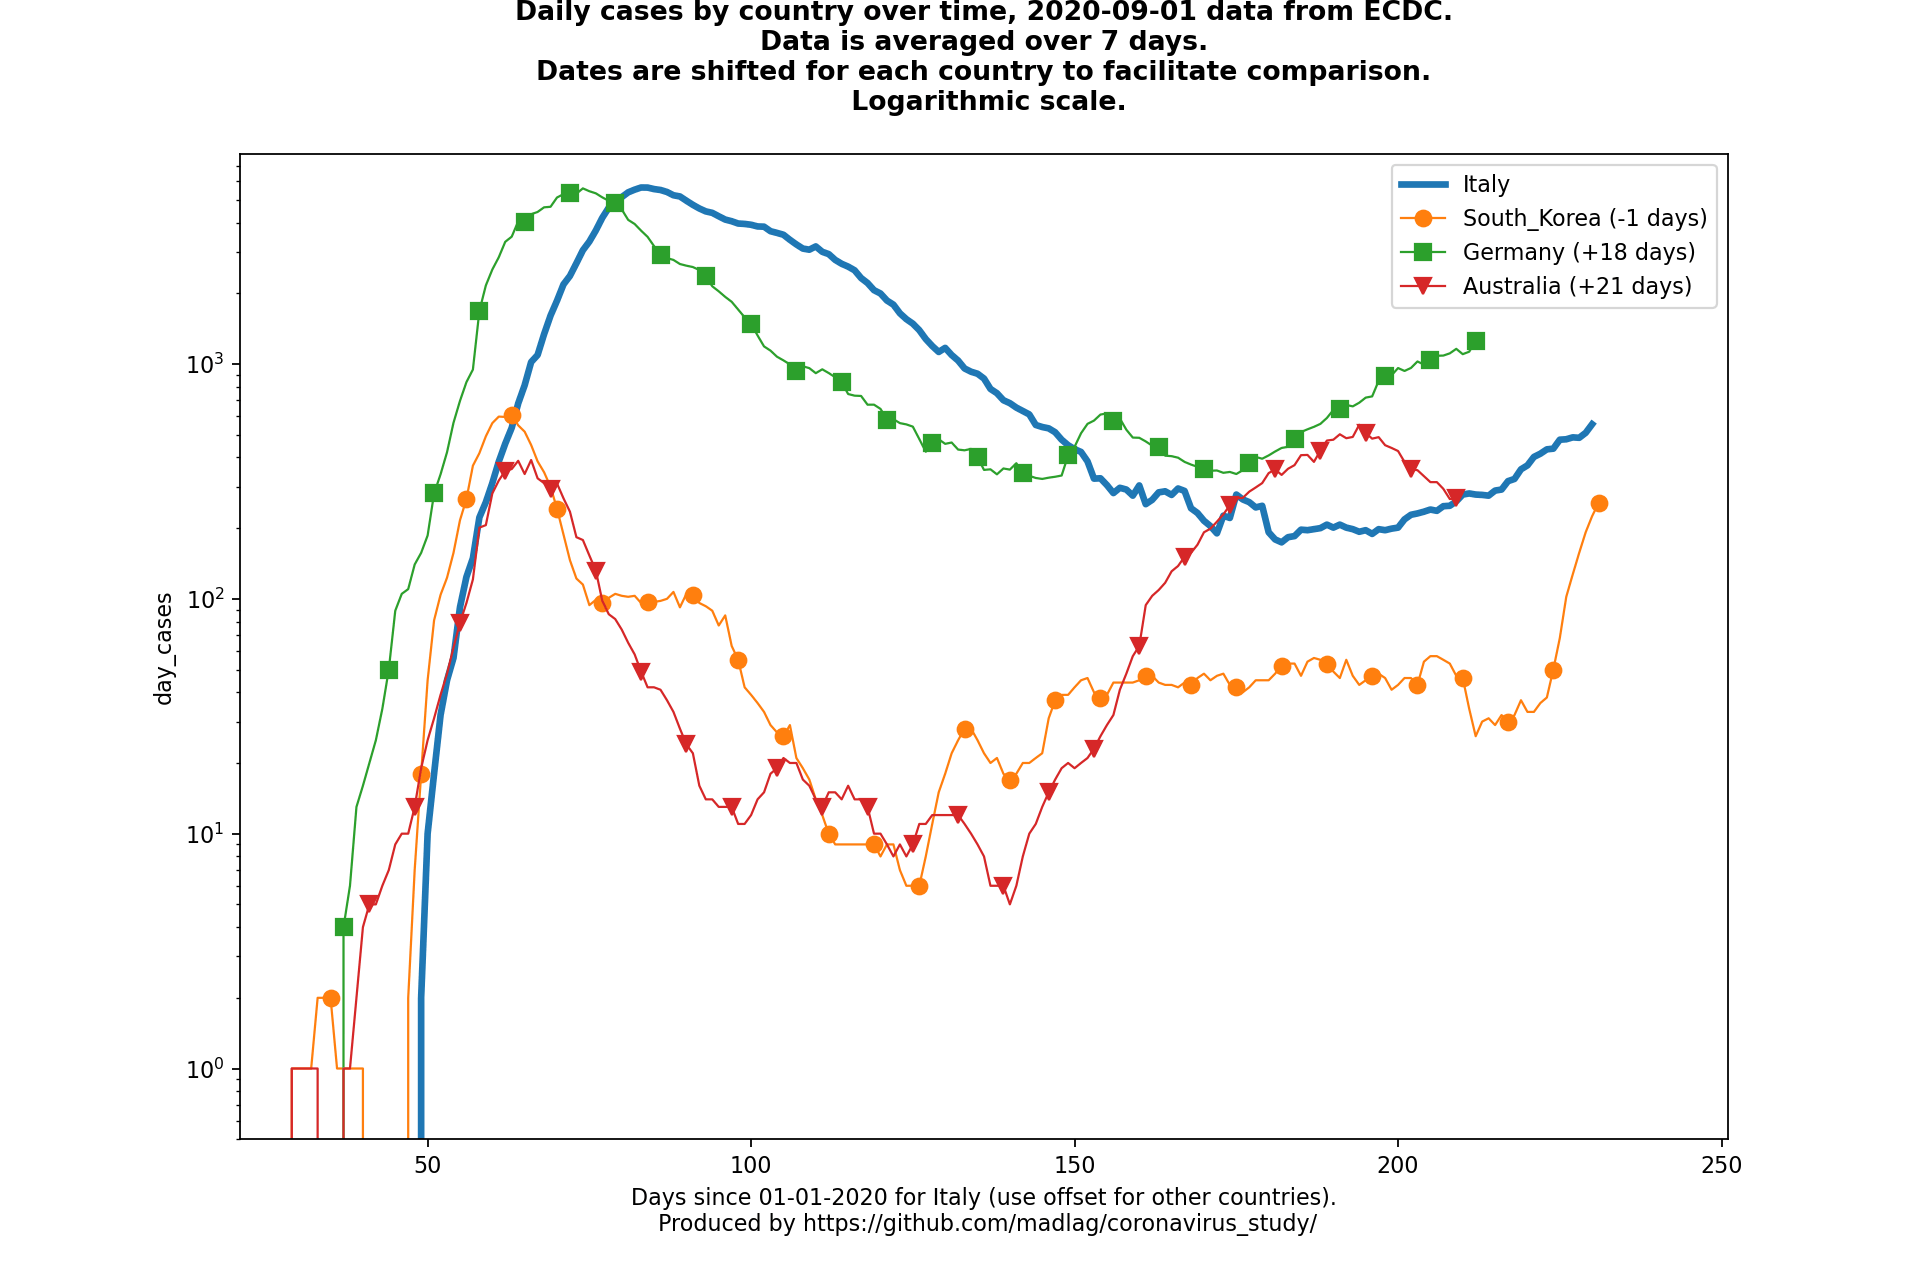 Daily cases by country over time, 2020-09-01 data from ECDC.
Data is averaged over 7 days.
Dates are shifted for each country to facilitate comparison.
Logarithmic scale.
Italy
South_Korea (-1 days)
Germany (+18 days)
Australia (+21 days)
day_cases
10³
10²
10¹
10⁰
50
100
150
200
250
Days since 01-01-2020 for Italy (use offset for other countries).
Produced by https://github.com/madlag/coronavirus_study/